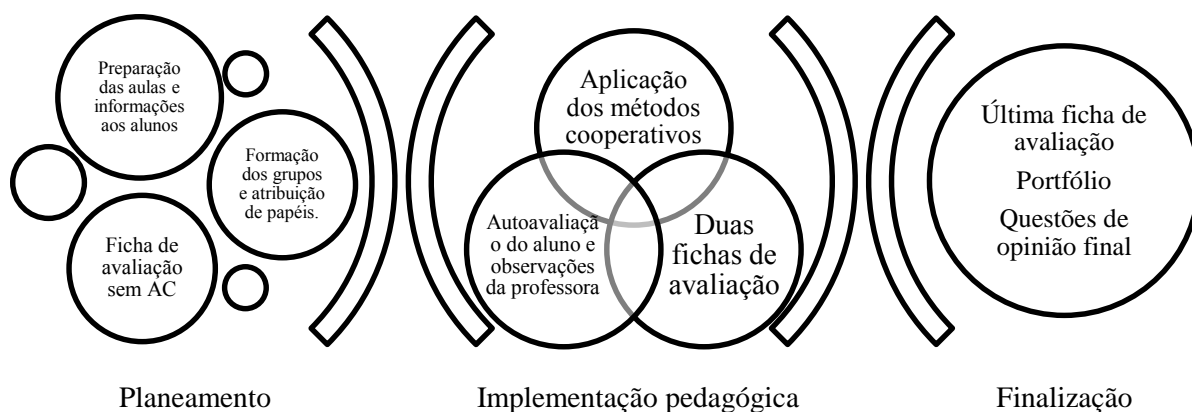 Preparação
das aulas e
informações
aos alunos
Formação
dos grupos
e atribuição
de papéis.
Ficha de
avaliação
sem AC
Planeamento
Aplicação
dos métodos
cooperativos
Autoavaliaçã
o do aluno e
observações
da professora
Duas
fichas de
avaliação
Implementação pedagógica
Última ficha de
avaliação
Portfólio
Questões de
opinião final
Finalização